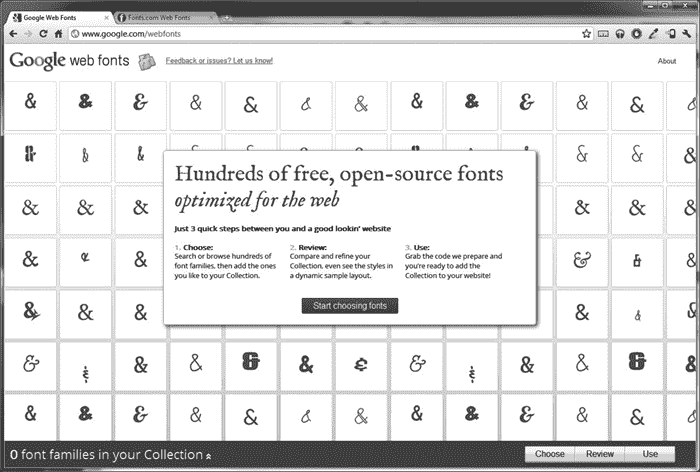 Google Web Fonts
Fonts.com Web Fonts
www.google.com/webfonts
Google web fonts
Feedback or issues? Let us know!
About
& & & & & & & & & & & & &
& & & & & & &
& & & & & &
& & & & & &
& & & & & &
& & & & & & & & & & & & &
& & & & & & & & & & & & &
Hundreds of free, open-source fonts
optimized for the web
Just 3 quick steps between you and a good lookin' website
1. Choose:
Search or browse hundreds of
font families, then add the ones
you like to your Collection.
2. Review:
Compare and refine your
Collection, even see the styles in
a dynamic sample layout.
3. Use:
Grab the code we prepare and
you're ready to add the
Collection to your website!
Start choosing fonts
0 font families in your Collection
Choose
Review
Use